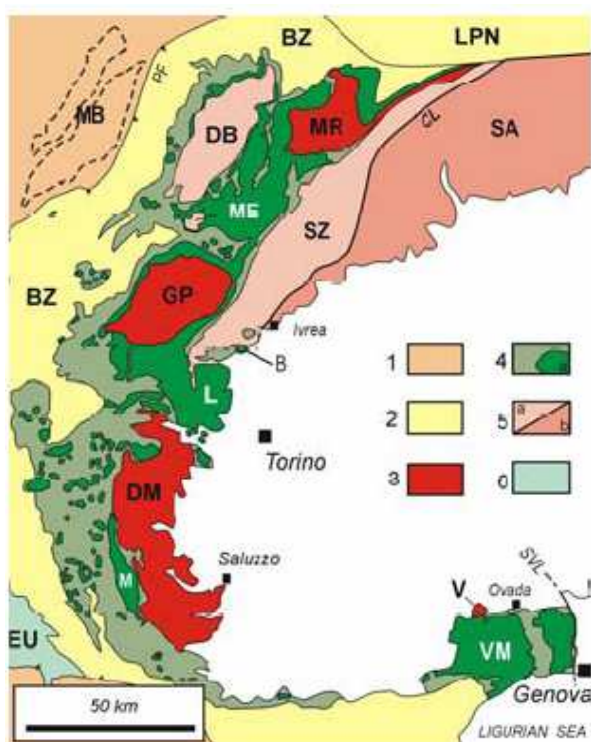 BZ
LPN
PF
MB
DB
MR
CL
SA
ME
SZ
BZ
GP
Ivrea
B
1
4
L
2
a
5
b
Torino
3
6
DM
Saluzzo
SVL
M
V
Ovada
EU
VM
50 km
Genova
LIGURIAN SEA